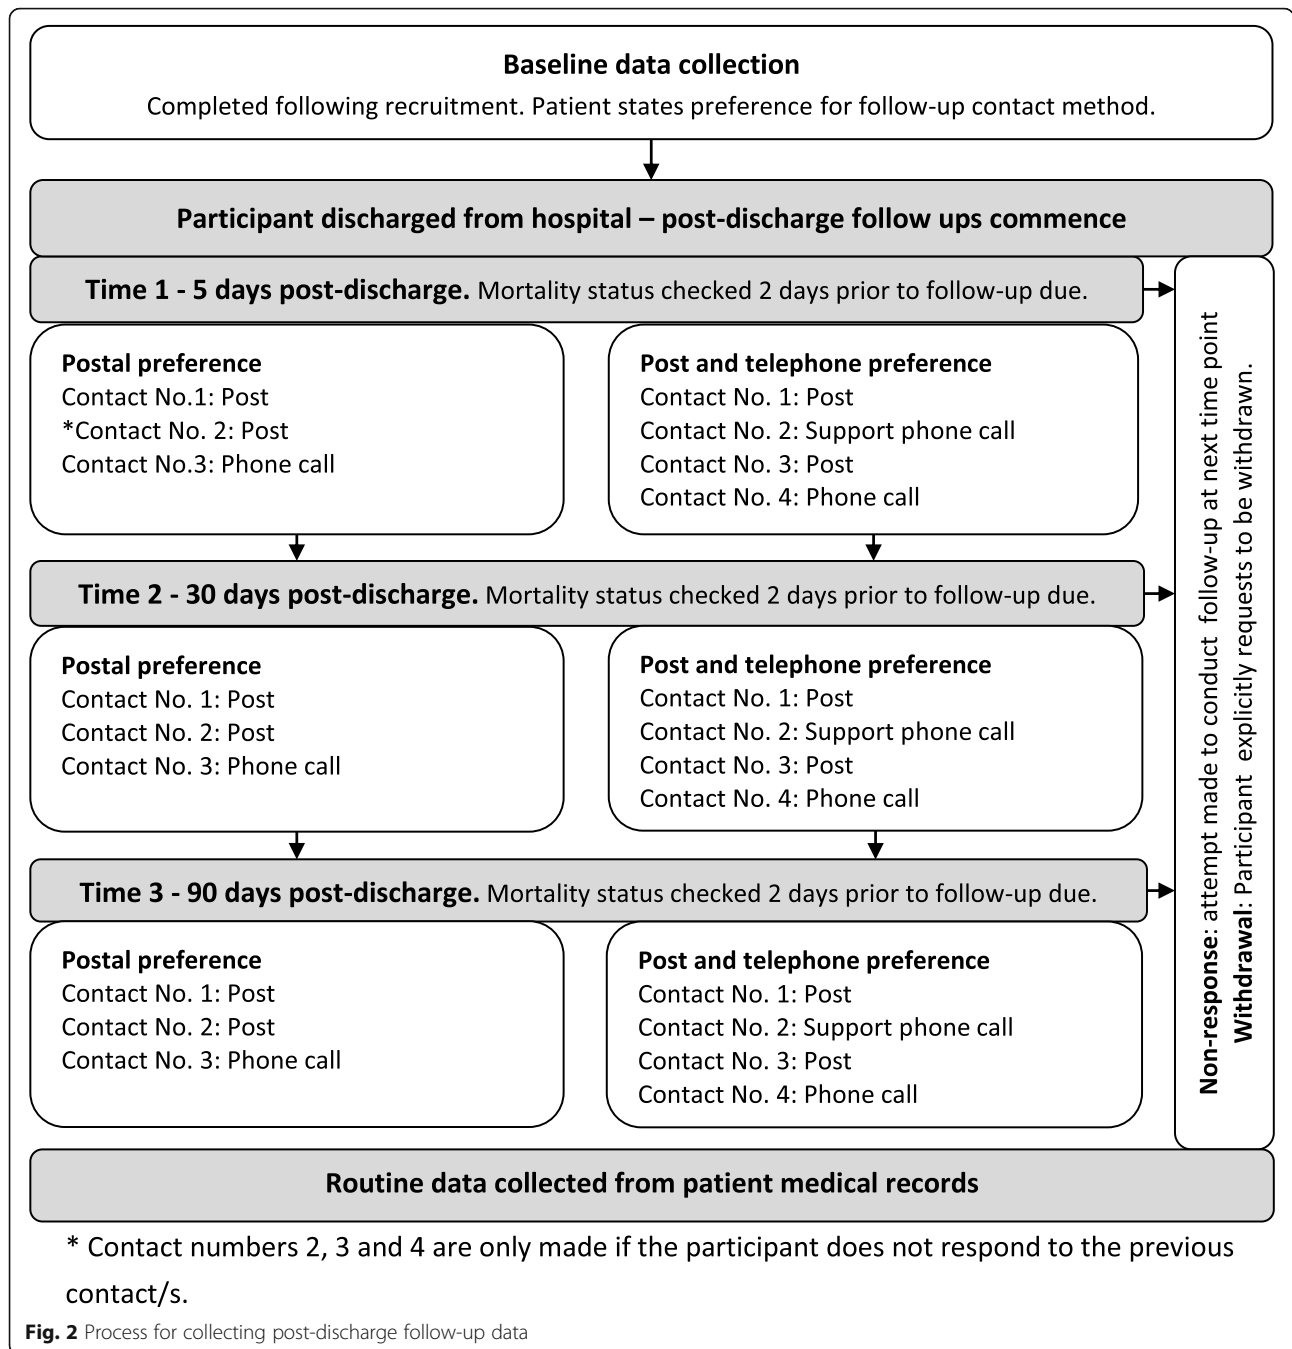 Baseline data collection
Completed following recruitment. Patient states preference for follow-up contact method.
Participant discharged from hospital – post-discharge follow ups commence
Time 1 - 5 days post-discharge. Mortality status checked 2 days prior to follow-up due.
Postal preference
Contact No.1: Post
*Contact No. 2: Post
Contact No.3: Phone call
Post and telephone preference
Contact No. 1: Post
Contact No. 2: Support phone call
Contact No. 3: Post
Contact No. 4: Phone call
Time 2 - 30 days post-discharge. Mortality status checked 2 days prior to follow-up due.
Postal preference
Contact No. 1: Post
Contact No. 2: Post
Contact No. 3: Phone call
Post and telephone preference
Contact No. 1: Post
Contact No. 2: Support phone call
Contact No. 3: Post
Contact No. 4: Phone call
Time 3 - 90 days post-discharge. Mortality status checked 2 days prior to follow-up due.
Postal preference
Contact No. 1: Post
Contact No. 2: Post
Contact No. 3: Phone call
Post and telephone preference
Contact No. 1: Post
Contact No. 2: Support phone call
Contact No. 3: Post
Contact No. 4: Phone call
Non-response: attempt made to conduct follow-up at next time point
Withdrawal: Participant explicitly requests to be withdrawn.
Routine data collected from patient medical records
* Contact numbers 2, 3 and 4 are only made if the participant does not respond to the previous
contact/s.
Fig. 2 Process for collecting post-discharge follow-up data